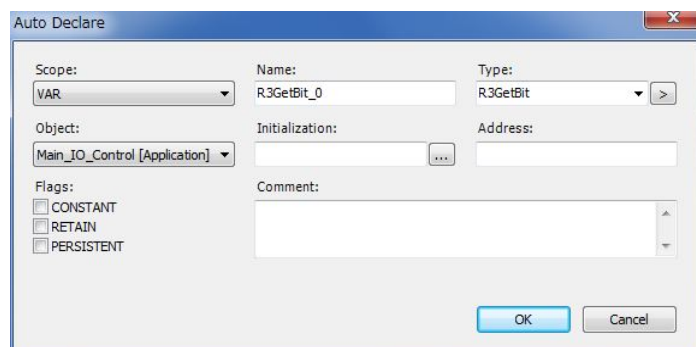 Auto Declare
Scope: Name: Type:
VAR R3GetBit_0 R3GetBit >
Object: Initialization: Address:
Main_IO_Control [Application] ...
Flags: Comment:
CONSTANT
RETAIN
PERSISTENT
OK Cancel